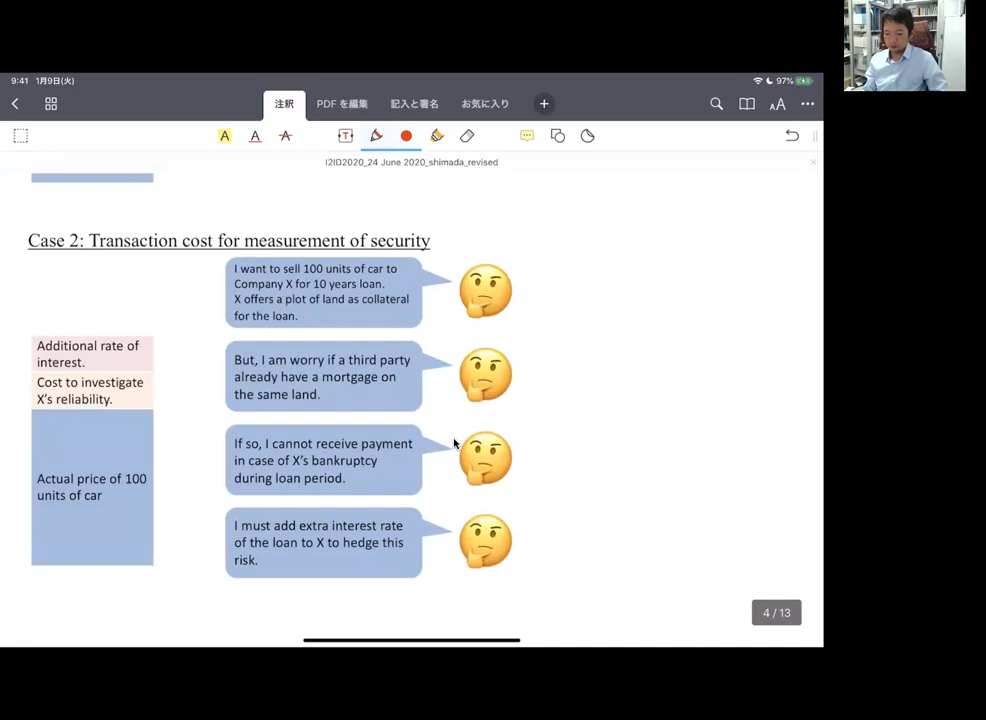 9:41 1月9日(火)
97%
注釈
PDF を編集
記入と署名
お気に入り
AA
A
A
A
T
I2ID2020_24 June 2020_shimada_revised
Case 2: Transaction cost for measurement of security
I want to sell 100 units of car to
Company X for 10 years loan.
X offers a plot of land as collateral
for the loan.
Additional rate of
interest.
Cost to investigate
X's reliability.
Actual price of 100
units of car
But, I am worry if a third party
already have a mortgage on
the same land.
If so, I cannot receive payment
in case of X's bankruptcy
during loan period.
I must add extra interest rate
of the loan to X to hedge this
risk.
4 / 13